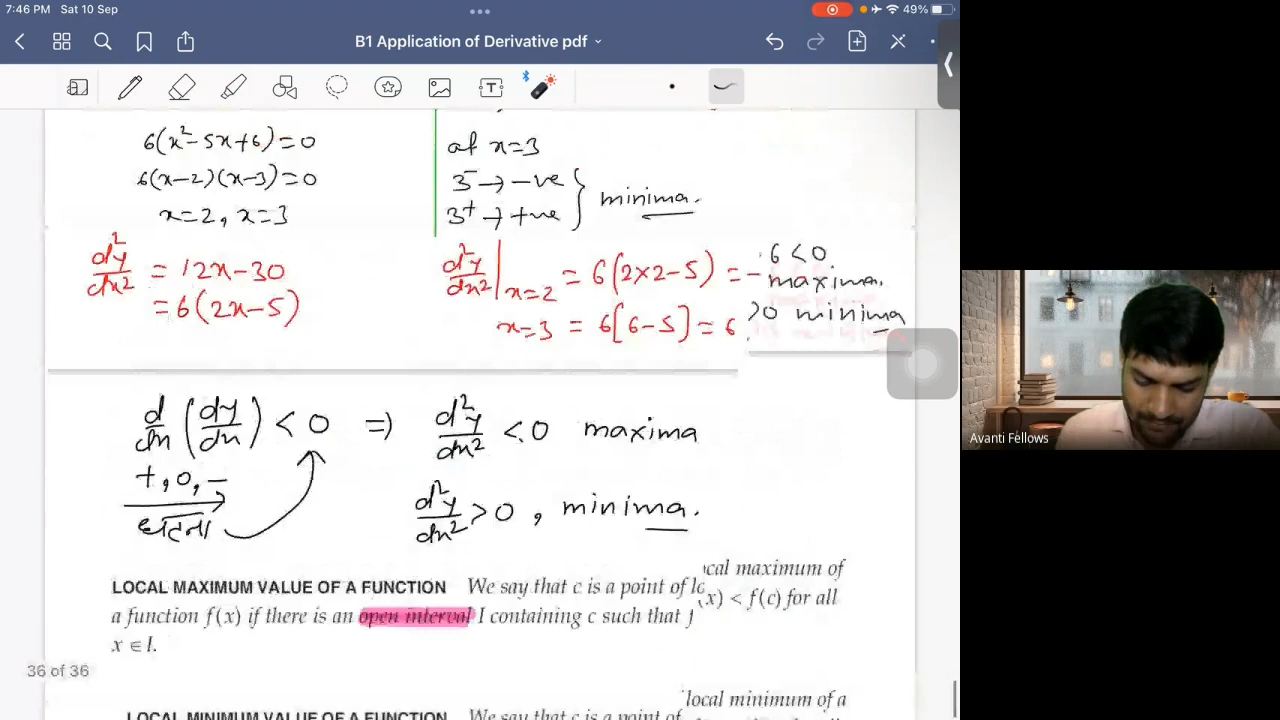 7:46 PM Sat 10 Sep
49%
B1 Application of Derivative pdf
6(x²-5x+6)=0
6(x-2)(x-3)=0
x=2, x=3
at x=3
3⁻→ -ve
3⁺→ +ve
minima.
d²y/dx² = 12x-30
=6(2x-5)
d²y/dx²|x=2 = 6(2×2-5) = -6<0
maxima.
x=3 = 6[6-5]=6 >0 minima
d/dx (dy/dx) < 0 ⇒ d²y/dx² <0 maxima
+,0,-
घटना
d²y/dx² >0, minima.
LOCAL MAXIMUM VALUE OF A FUNCTION We say that c is a point of local maximum of
a function f(x) if there is an open interval I containing c such that f(x) < f(c) for all
x ∈ I.
36 of 36
LOCAL MINIMUM VALUE OF A FUNCTION We say that c is a point of local minimum of a
Avanti Fellows